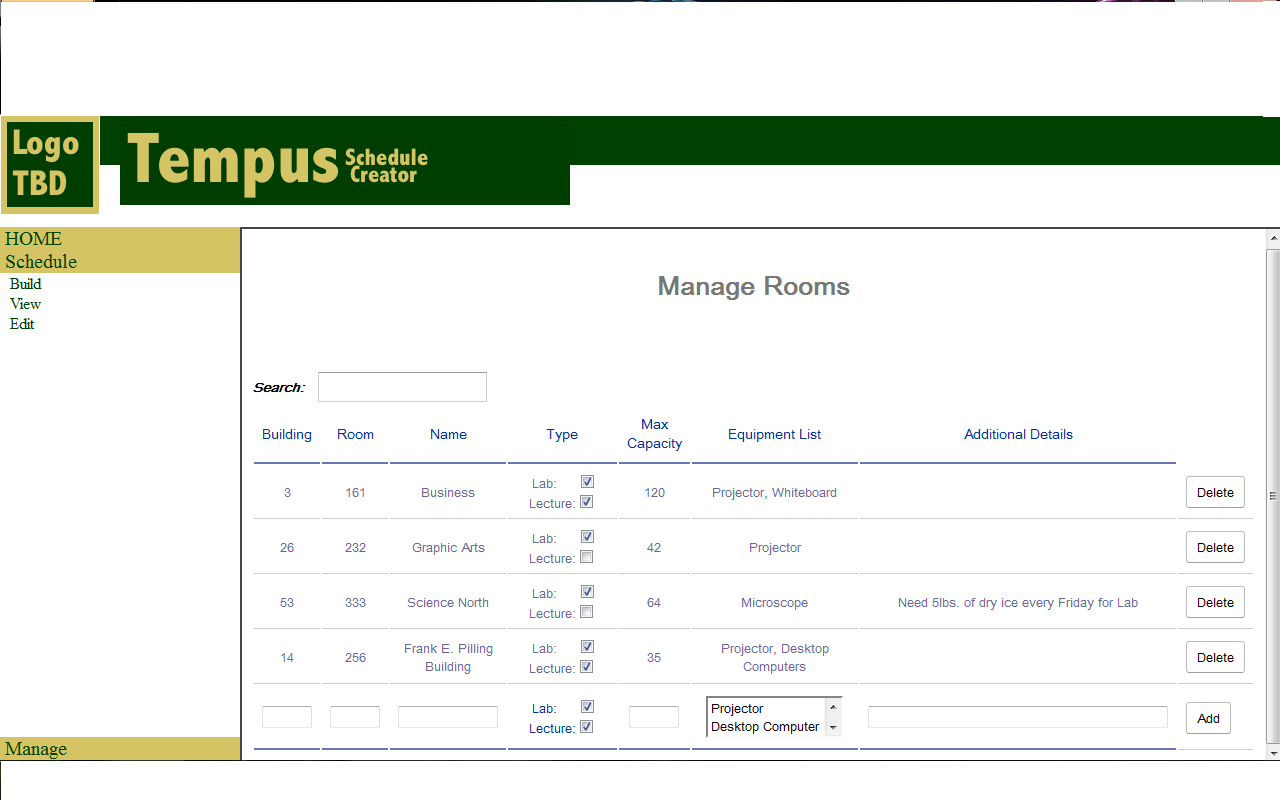 Logo
TBD
Tempus Schedule
Creator
HOME
Schedule
Build
View
Edit
Manage
Manage Rooms
Search:
Building Room Name Type Max Capacity Equipment List Additional Details
3 161 Business Lab: Lecture: 120 Projector, Whiteboard Delete
26 232 Graphic Arts Lab: Lecture: 42 Projector Delete
53 333 Science North Lab: Lecture: 64 Microscope Need 5lbs. of dry ice every Friday for Lab Delete
14 256 Frank E. Pilling Building Lab: Lecture: 35 Projector, Desktop Computers Delete
Lab: Lecture: Projector Desktop Computer Add